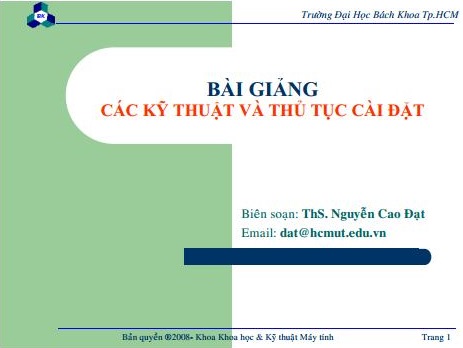 BK
Trường Đại Học Bách Khoa Tp.HCM
BÀI GIẢNG
CÁC KỸ THUẬT VÀ THỦ TỤC CÀI ĐẶT
Biên soạn: ThS. Nguyễn Cao Đạt
Email: dat@hcmut.edu.vn
Bản quyền ®2008- Khoa Khoa học & Kỹ thuật Máy tính Trang 1